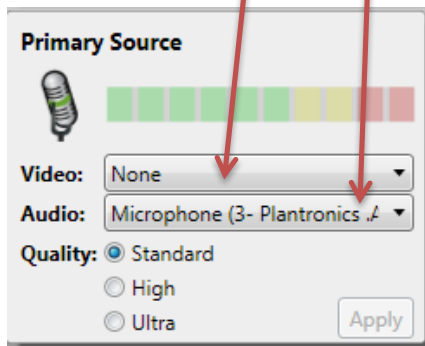 Primary Source
Video: None
Audio: Microphone (3- Plantronics .A
Quality: Standard
High
Ultra
Apply